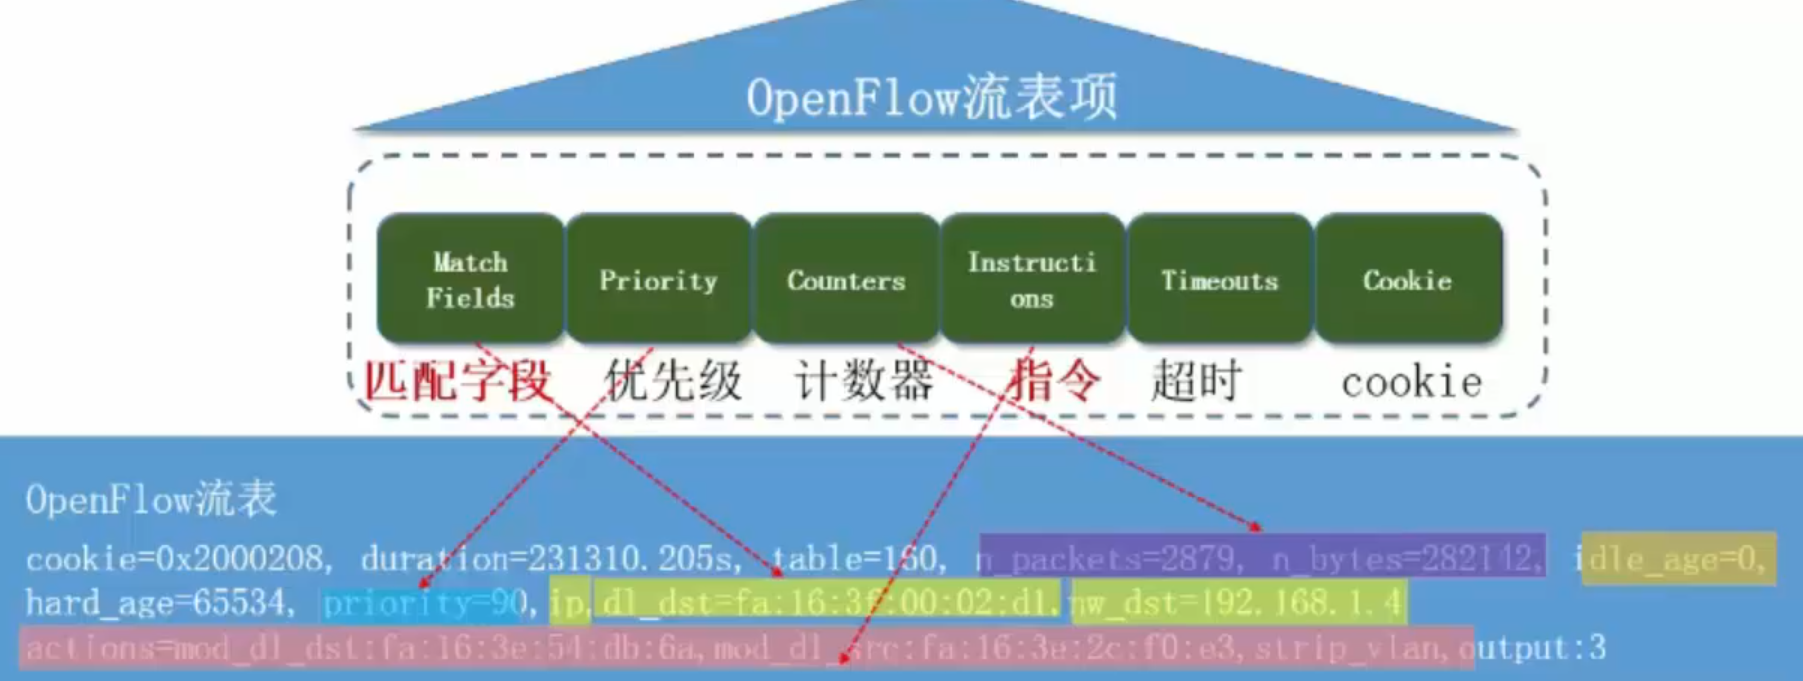 OpenFlow流表项
Match Fields
Priority
Counters
Instructi
ons
Timeouts
Cookie
匹配字段 优先级 计数器 指令 超时 cookie
OpenFlow流表
cookie=0x2000208, duration=231310.205s, table=160, n_packets=2879, n_bytes=282142, idle_age=0,
hard_age=65534, priority=90,ip,dl_dst=fa:16:3f:00:02:d1,nw_dst=192.168.1.4
actions=mod_dl_dst:fa:16:3e:54:db:6a,mod_dl_src:fa:16:3e:2c:f0:e3,strip_vlan,output:3